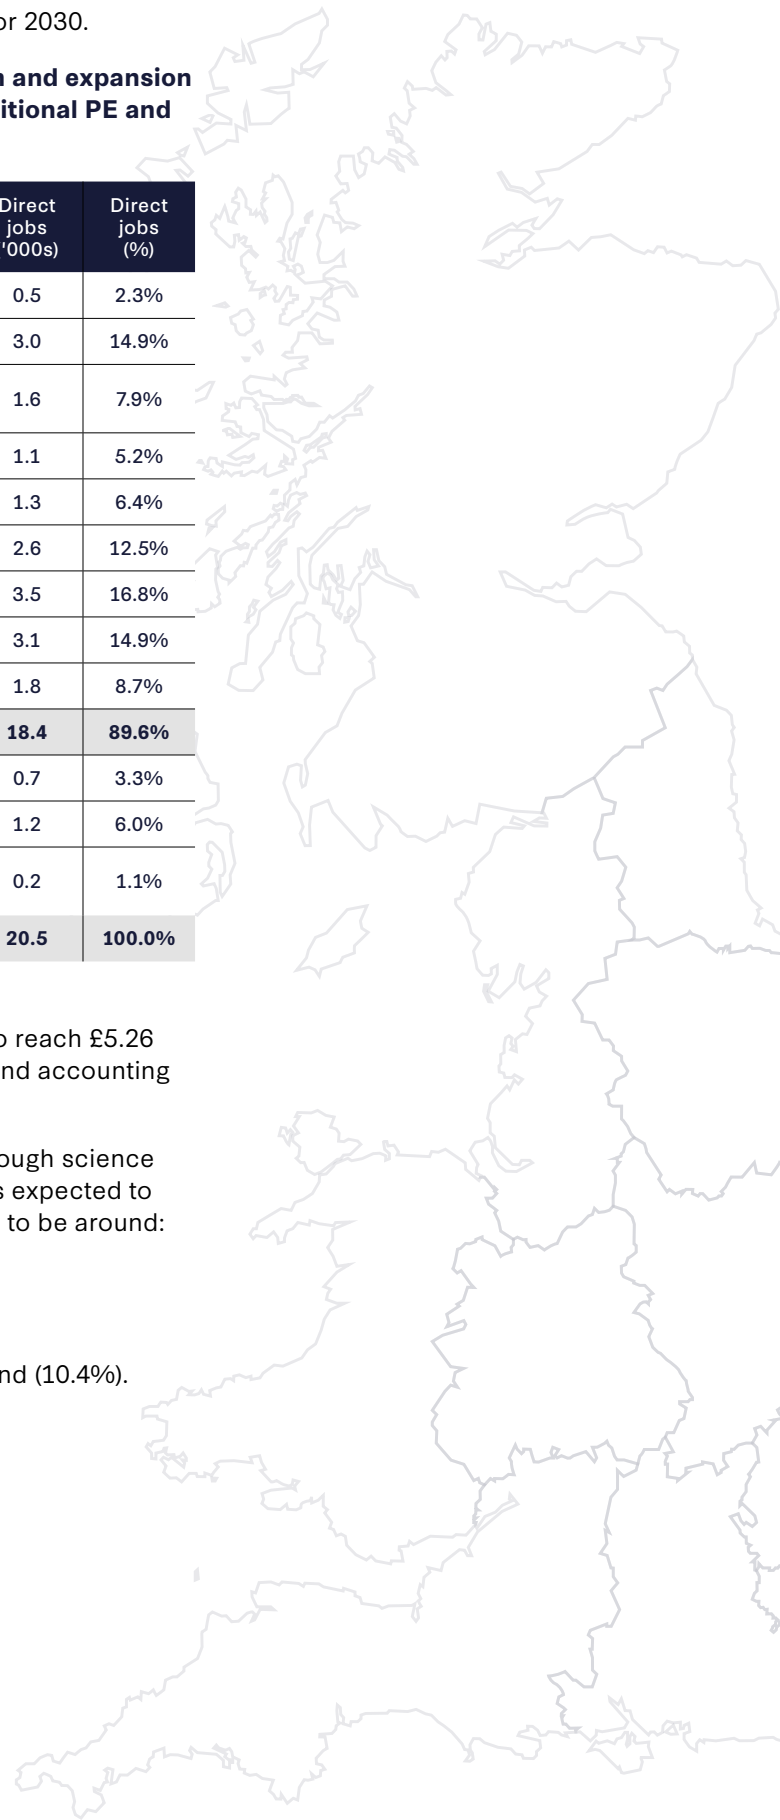 or 2030.
n and expansion
itional PE and
Direct jobs ('000s) Direct jobs (%)
0.5 2.3%
3.0 14.9%
1.6 7.9%
1.1 5.2%
1.3 6.4%
2.6 12.5%
3.5 16.8%
3.1 14.9%
1.8 8.7%
18.4 89.6%
0.7 3.3%
1.2 6.0%
0.2 1.1%
20.5 100.0%
o reach £5.26
nd accounting
ough science
s expected to
to be around:
nd (10.4%).